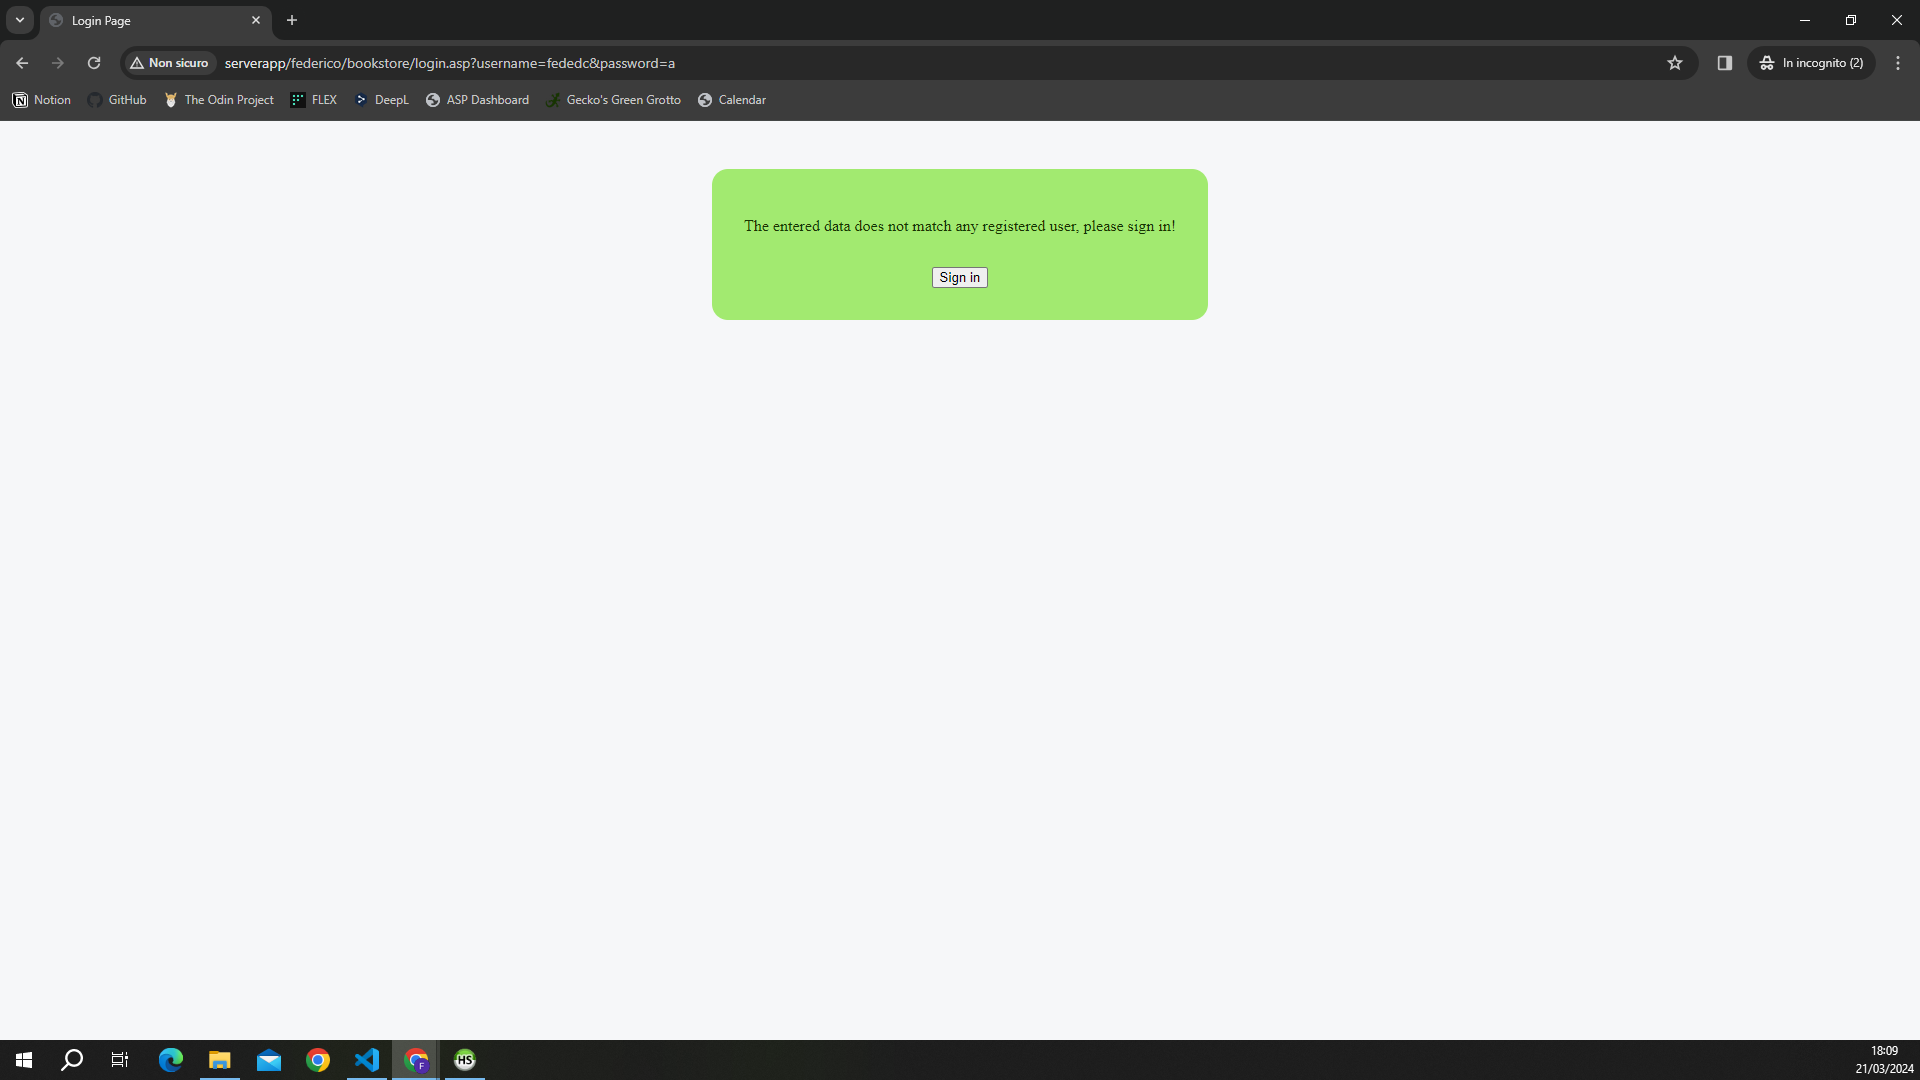 Login Page
Non sicuro
serverapp/federico/bookstore/login.asp?username=fededc&password=a
In incognito (2)
Notion
GitHub
The Odin Project
FLEX
DeepL
ASP Dashboard
Gecko's Green Grotto
Calendar
The entered data does not match any registered user, please sign in!
Sign in
F
HS
18:09
21/03/2024